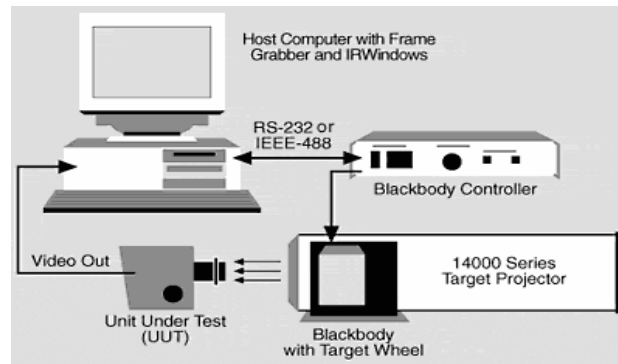 Host Computer with Frame
Grabber and IRWindows
RS-232 or
IEEE-488
Blackbody Controller
Video Out
14000 Series
Target Projector
Unit Under Test
(UUT)
Blackbody
with Target Wheel